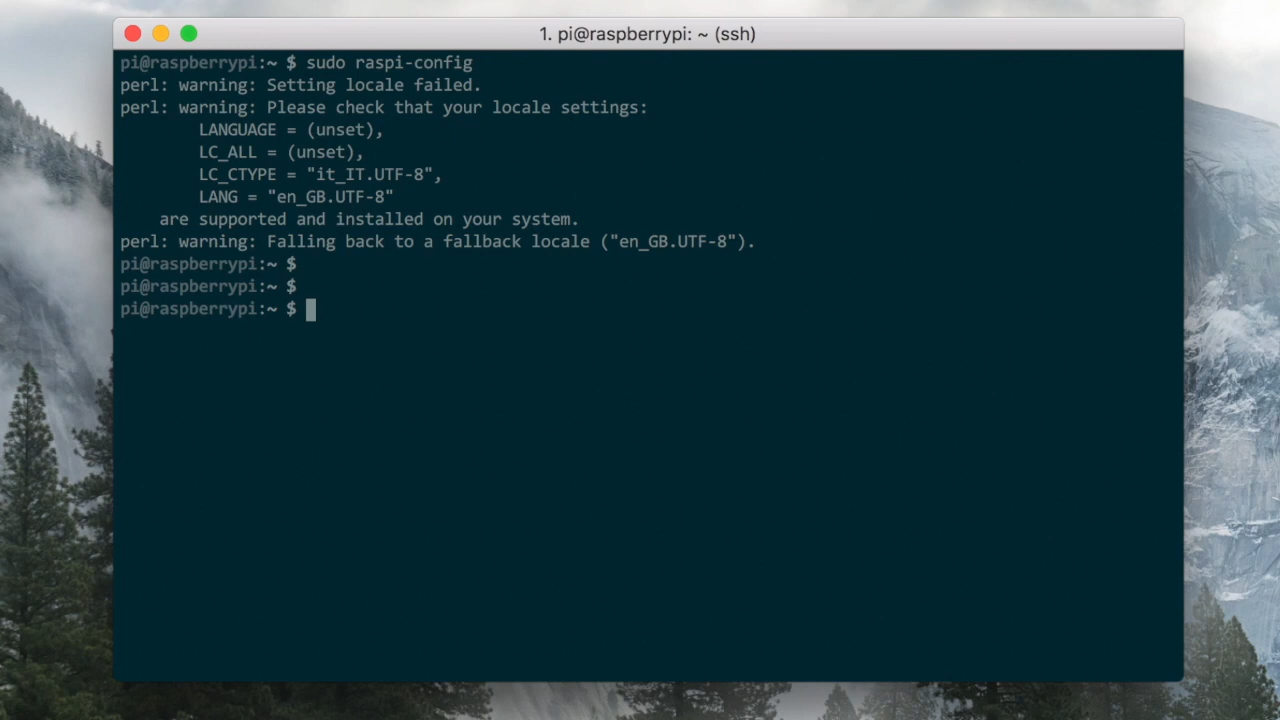 1. pi@raspberrypi: ~ (ssh)
pi@raspberrypi:~ $ sudo raspi-config
perl: warning: Setting locale failed.
perl: warning: Please check that your locale settings:
        LANGUAGE = (unset),
        LC_ALL = (unset),
        LC_CTYPE = "it_IT.UTF-8",
        LANG = "en_GB.UTF-8"
    are supported and installed on your system.
perl: warning: Falling back to a fallback locale ("en_GB.UTF-8").
pi@raspberrypi:~ $
pi@raspberrypi:~ $
pi@raspberrypi:~ $